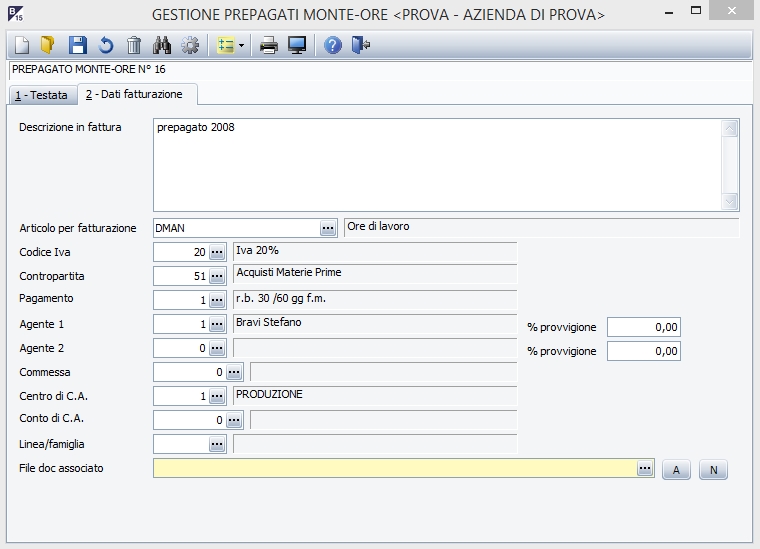 B
15
GESTIONE PREPAGATI MONTE-ORE <PROVA - AZIENDA DI PROVA>
PREPAGATO MONTE-ORE N° 16
1 - Testata
2 - Dati fatturazione
Descrizione in fattura
prepagato 2008
Articolo per fatturazione DMAN ... Ore di lavoro
Codice Iva 20 ... Iva 20%
Contropartita 51 ... Acquisti Materie Prime
Pagamento 1 ... r.b. 30 /60 gg f.m.
Agente 1 1 ... Bravi Stefano % provvigione 0,00
Agente 2 0 ... % provvigione 0,00
Commessa 0 ...
Centro di C.A. 1 ... PRODUZIONE
Conto di C.A. 0 ...
Linea/famiglia ...
File doc associato ... A N